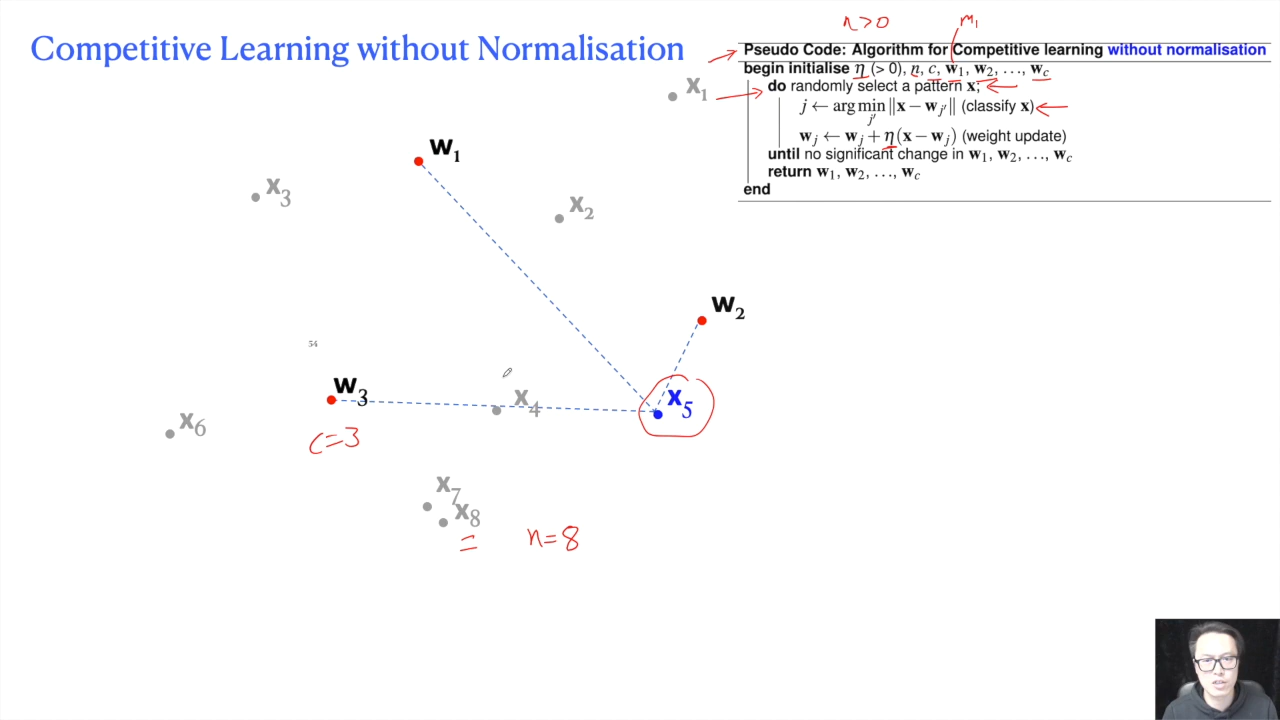 Competitive Learning without Normalisation
η > 0
m₁
Pseudo Code: Algorithm for Competitive learning without normalisation
begin initialise η (> 0), n, c, w₁, w₂, …, w_c
do randomly select a pattern x;
j ← arg min_{j′} ‖x − w_{j′}‖ (classify x)
w_j ← w_j + η(x − w_j) (weight update)
until no significant change in w₁, w₂, …, w_c
return w₁, w₂, …, w_c
end
x₁
w₁
x₃
x₂
w₂
54
w₃
x₄
x₅
x₆
c=3
x₇
x₈
n=8